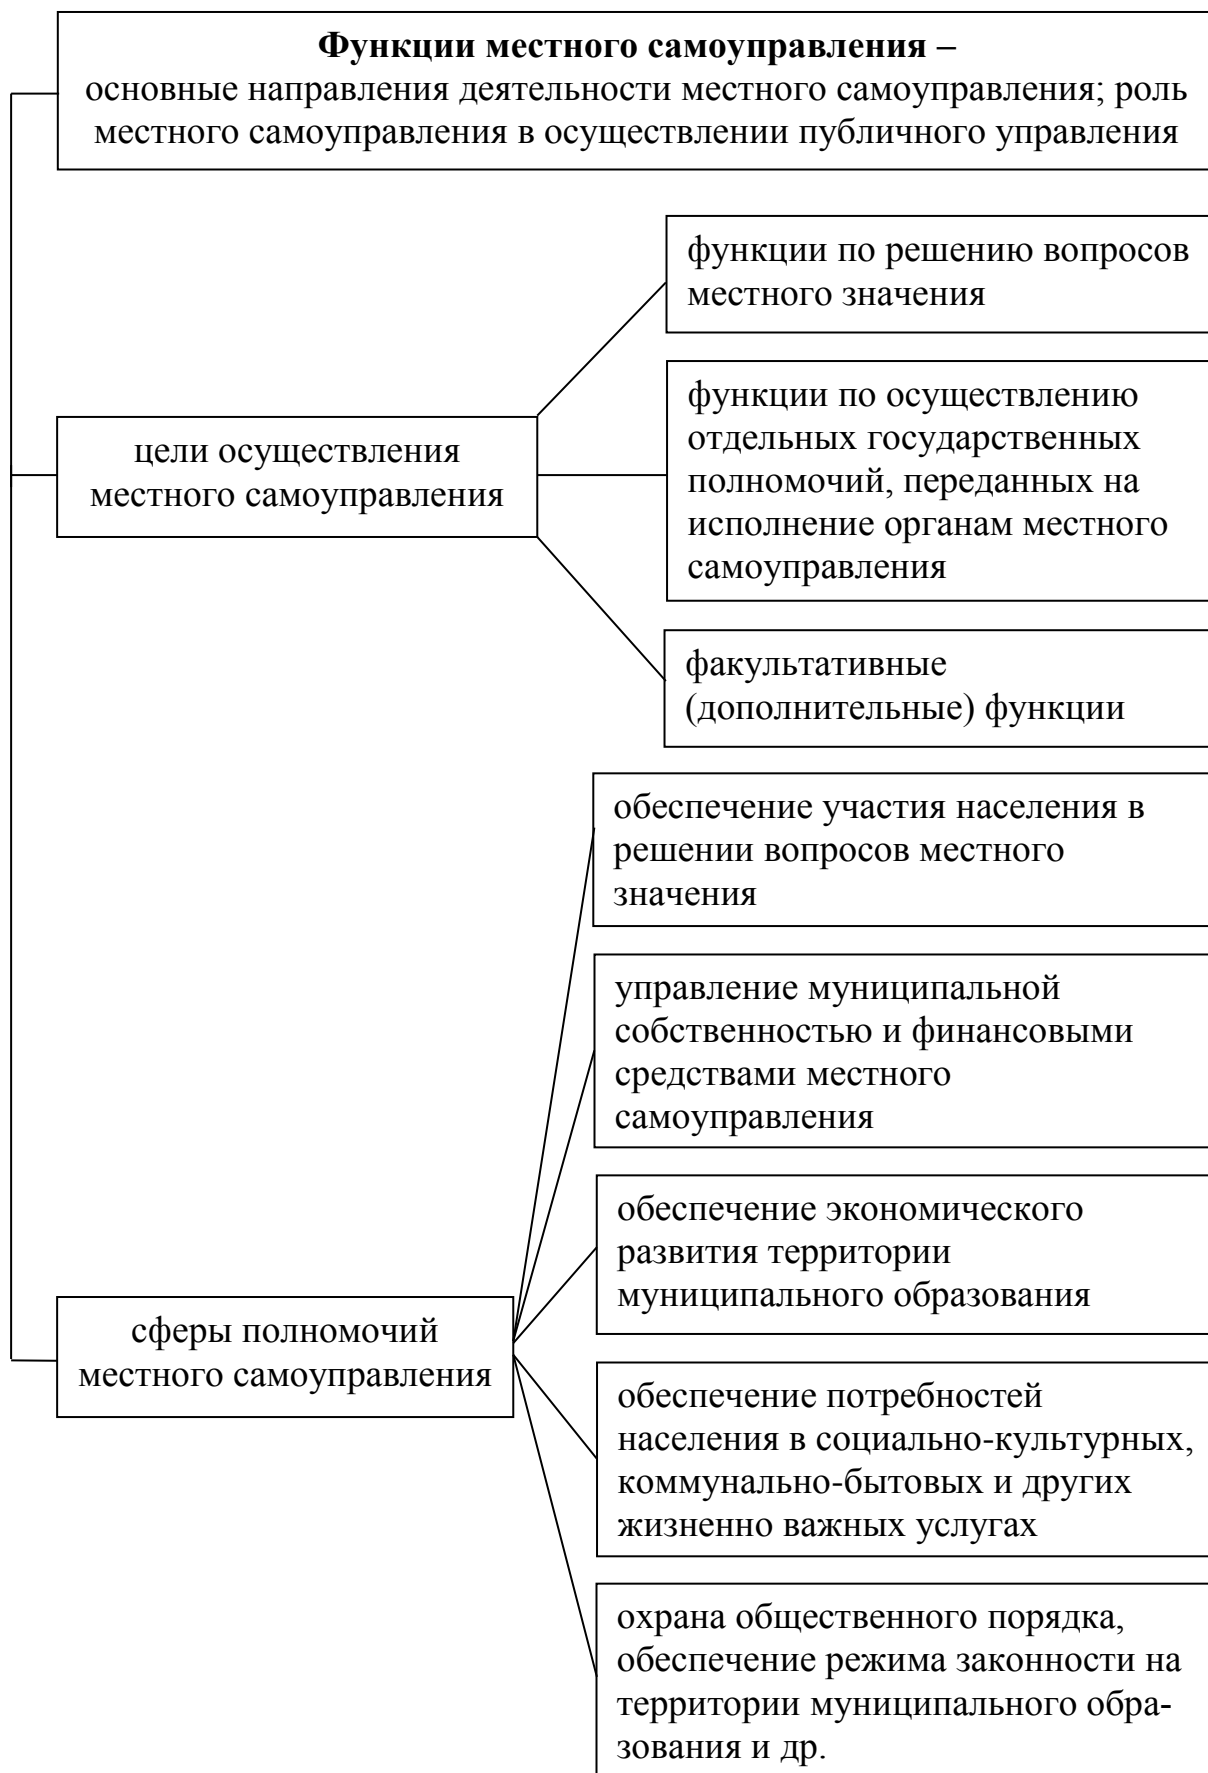 Функции местного самоуправления –
основные направления деятельности местного самоуправления; роль
местного самоуправления в осуществлении публичного управления
функции по решению вопросов
местного значения
функции по осуществлению
отдельных государственных
полномочий, переданных на
исполнение органам местного
самоуправления
цели осуществления
местного самоуправления
факультативные
(дополнительные) функции
обеспечение участия населения в
решении вопросов местного
значения
управление муниципальной
собственностью и финансовыми
средствами местного
самоуправления
обеспечение экономического
развития территории
муниципального образования
сферы полномочий
местного самоуправления
обеспечение потребностей
населения в социально-культурных,
коммунально-бытовых и других
жизненно важных услугах
охрана общественного порядка,
обеспечение режима законности на
территории муниципального обра-
зования и др.